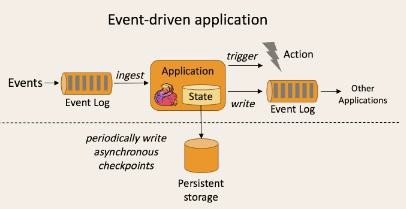 Event-driven application
Events
Event Log
ingest
Application
State
trigger
Action
write
Event Log
Other
Applications
periodically write
asynchronous
checkpoints
Persistent
storage